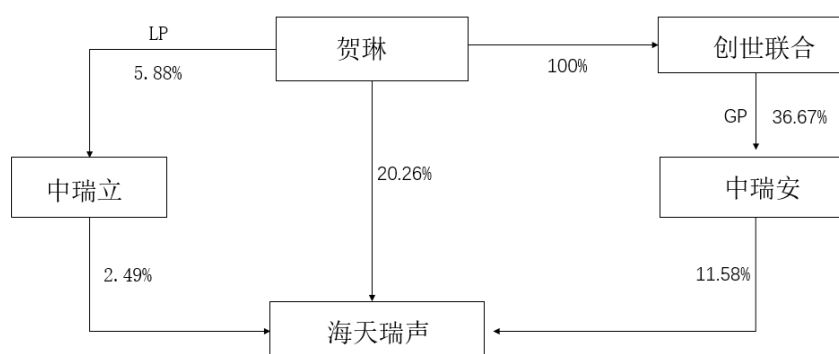 LP
贺琳
创世联合
5.88%
100%
GP
36.67%
中瑞立
20.26%
中瑞安
2.49%
11.58%
海天瑞声